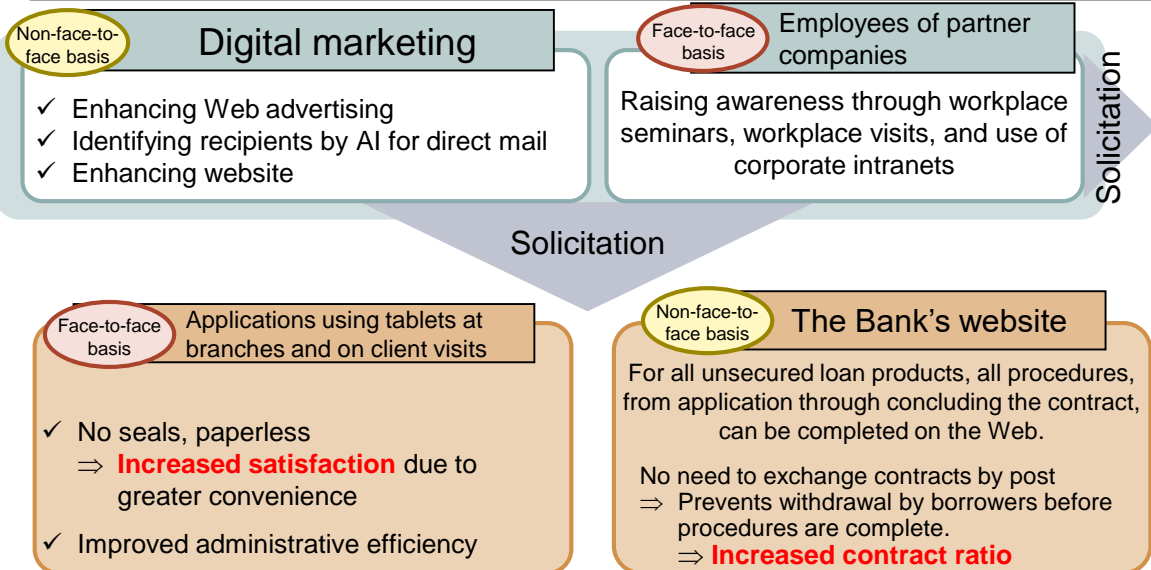 Non-face-to-
face basis
Digital marketing
✓ Enhancing Web advertising
✓ Identifying recipients by AI for direct mail
✓ Enhancing website
Face-to-face
basis
Employees of partner
companies
Raising awareness through workplace
seminars, workplace visits, and use of
corporate intranets
Solicitation
Solicitation
Face-to-face
basis
Applications using tablets at
branches and on client visits
✓ No seals, paperless
⇒ Increased satisfaction due to
greater convenience
✓ Improved administrative efficiency
Non-face-to-
face basis
The Bank's website
For all unsecured loan products, all procedures,
from application through concluding the contract,
can be completed on the Web.
No need to exchange contracts by post
⇒ Prevents withdrawal by borrowers before
procedures are complete.
⇒ Increased contract ratio